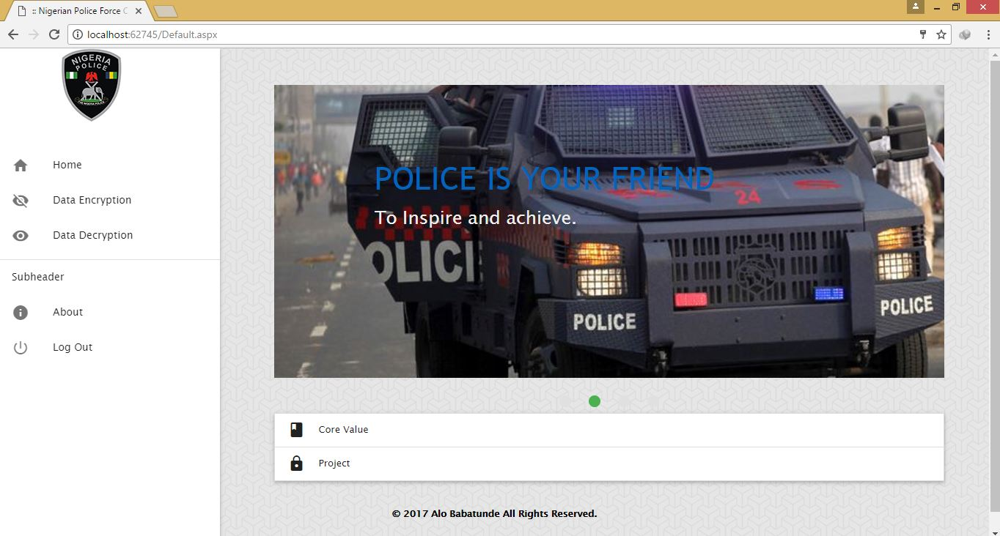 :: Nigerian Police Force C
localhost:62745/Default.aspx
NIGERIA
POLICE
Home
Data Encryption
Data Decryption
Subheader
About
Log Out
POLICE IS YOUR FRIEND
24
To Inspire and achieve.
POLICE
POLICE
POLICE
Core Value
Project
© 2017 Alo Babatunde All Rights Reserved.